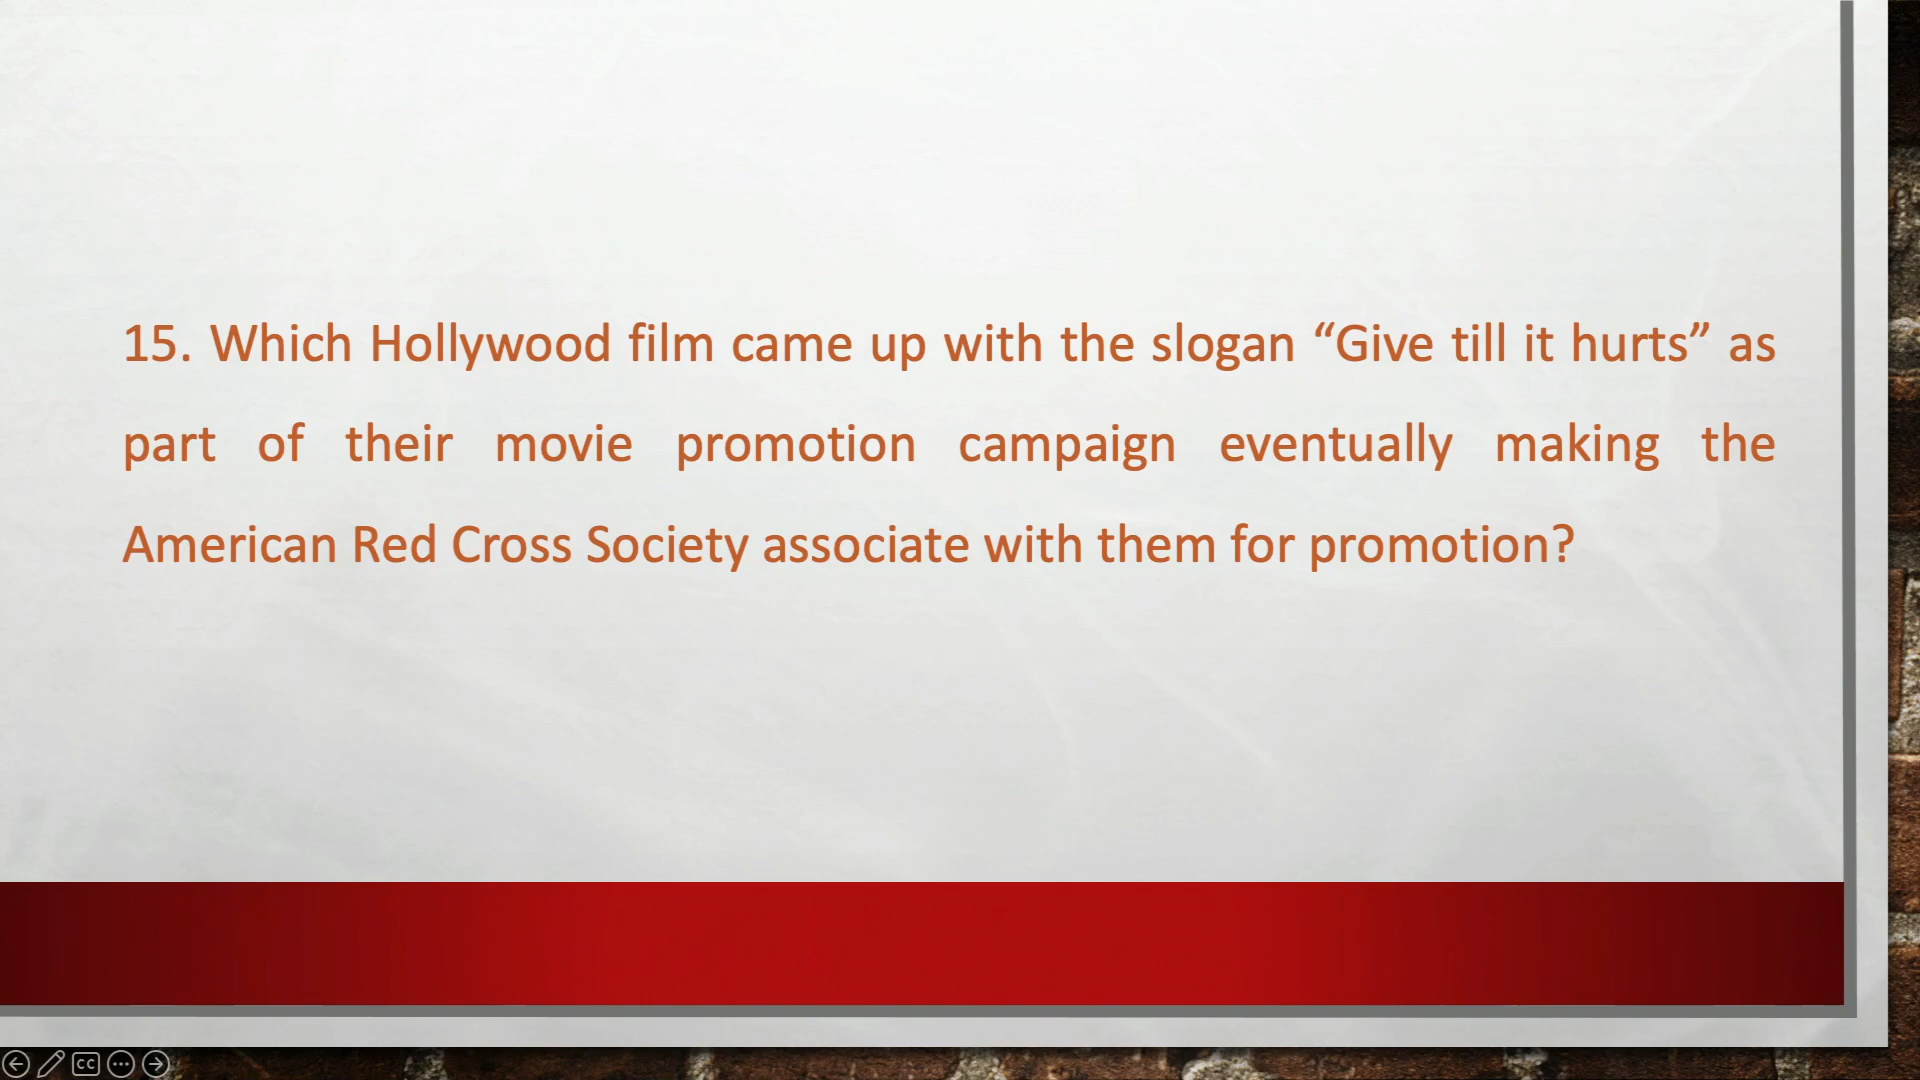 15. Which Hollywood film came up with the slogan “Give till it hurts” as
part of their movie promotion campaign eventually making the
American Red Cross Society associate with them for promotion?
CC